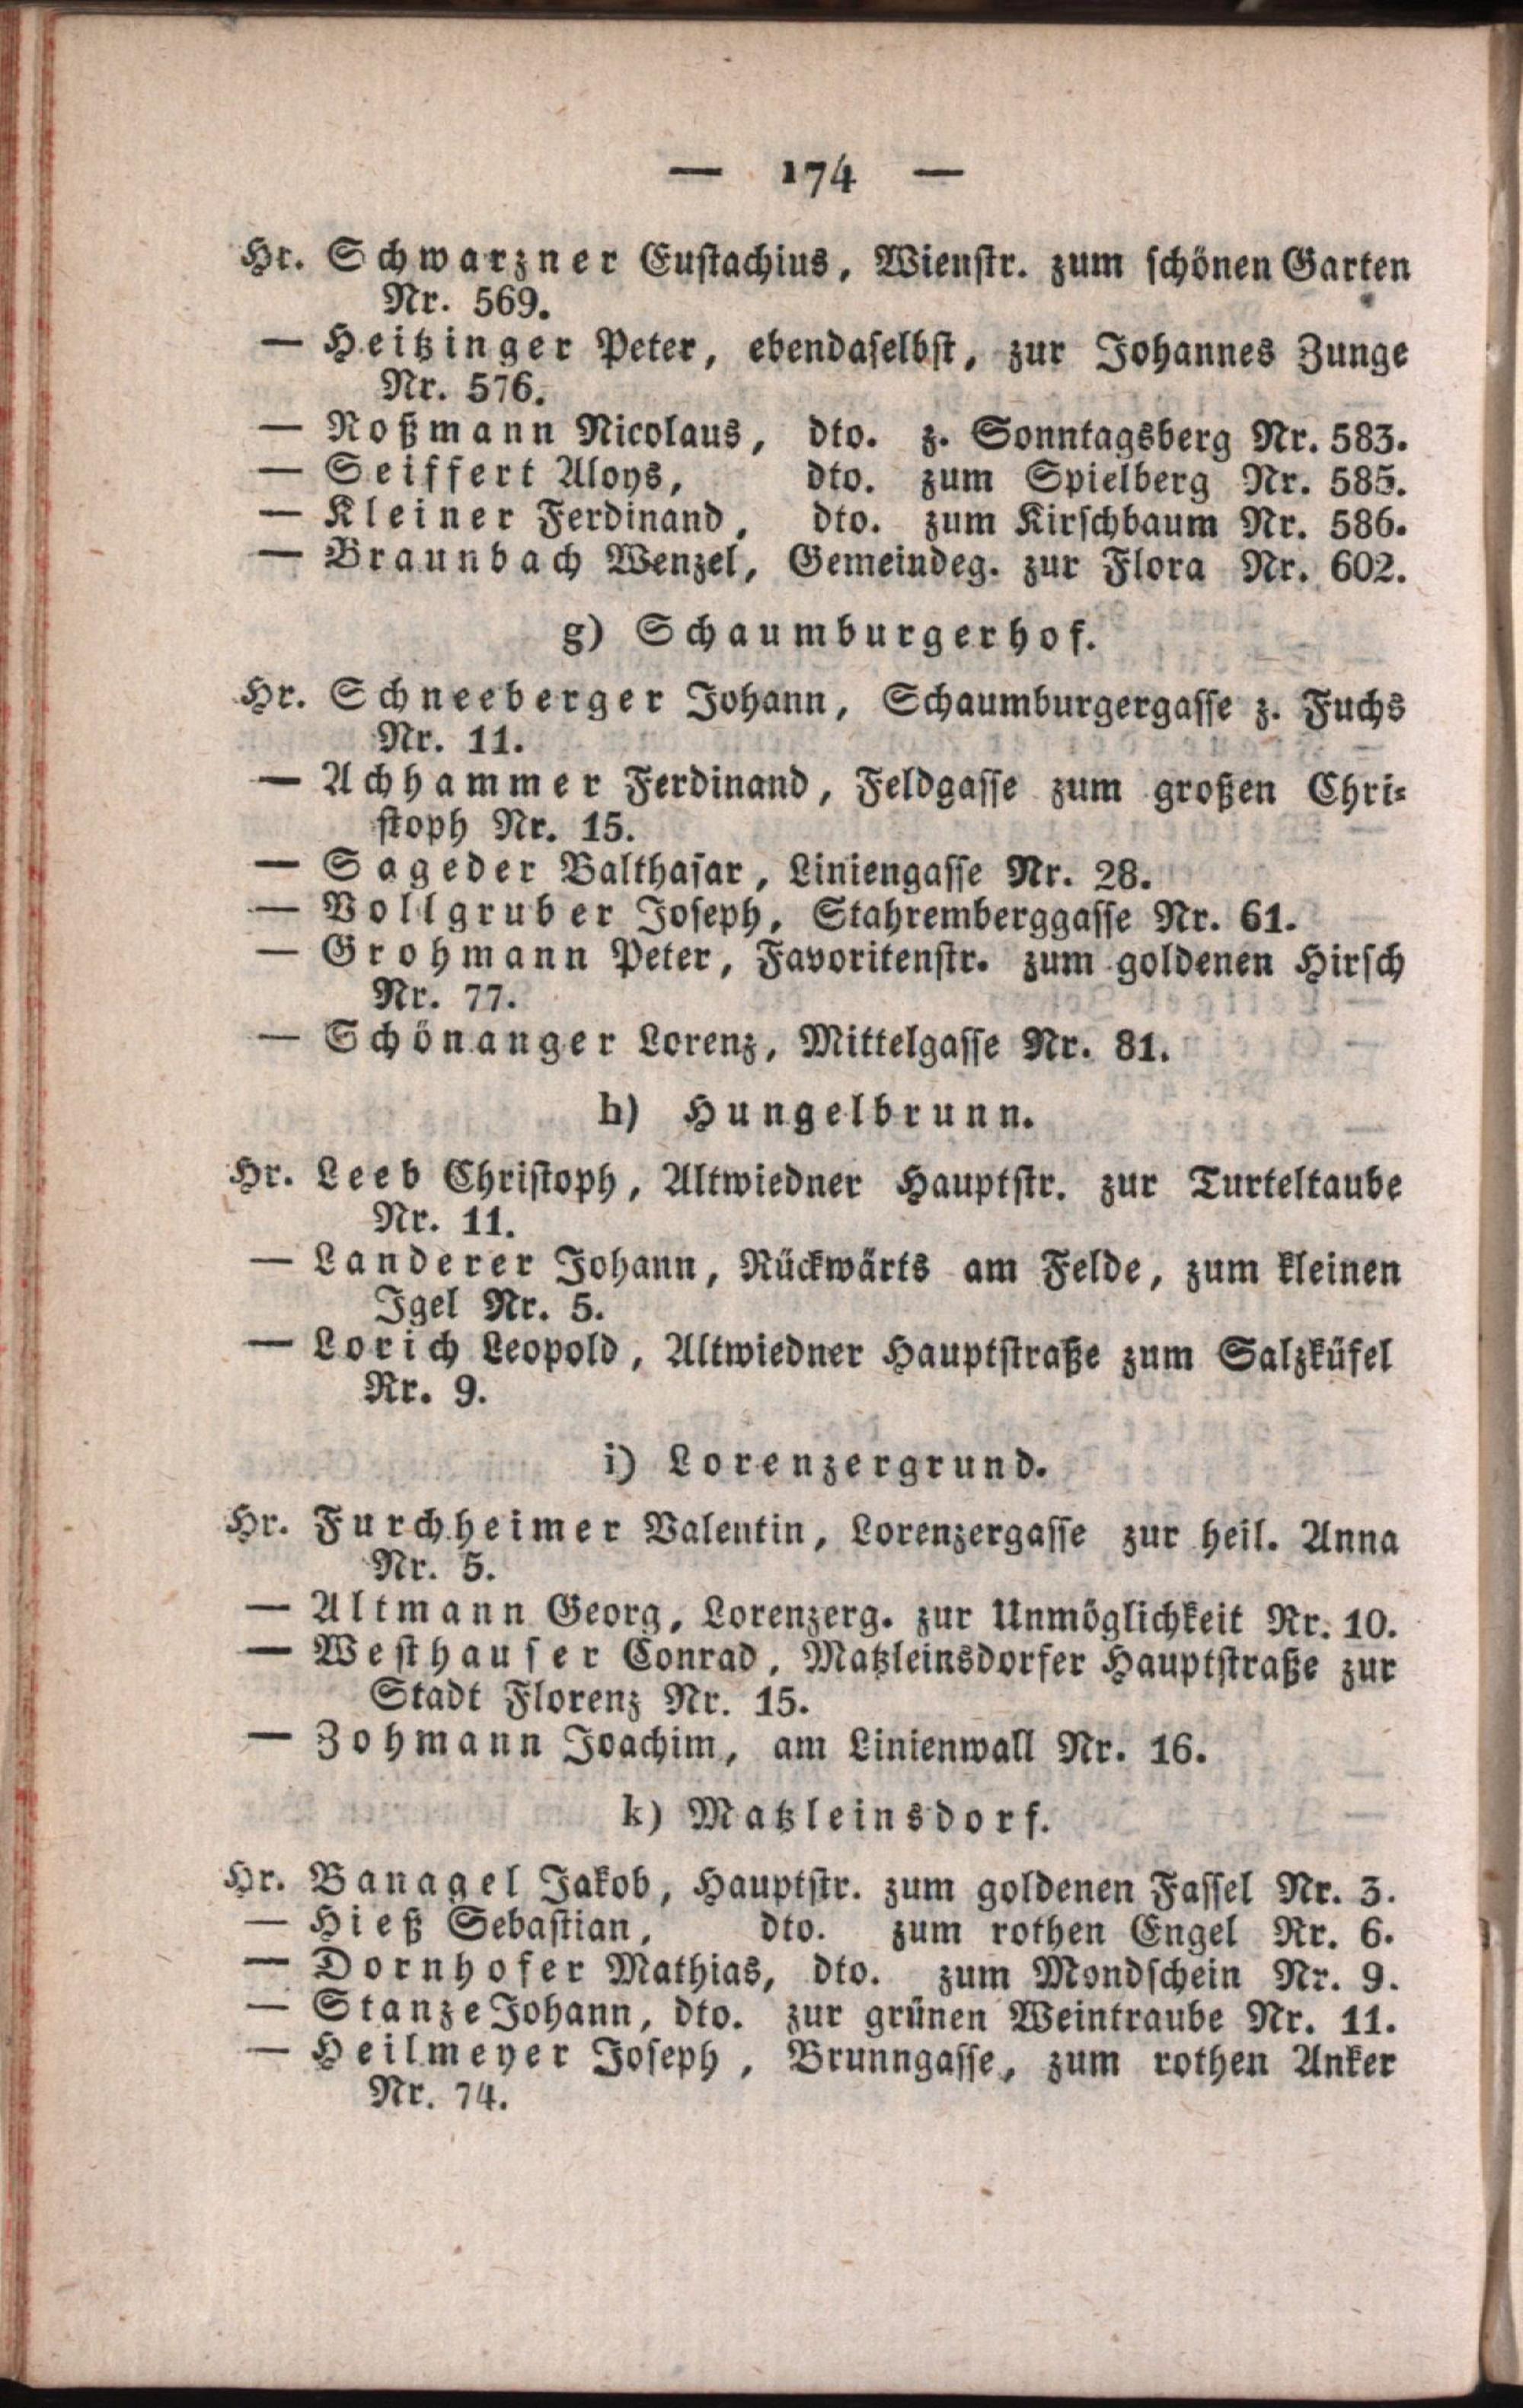 — 174 —
Hr. Schwarzner Eustachius, Wienstr. zum schönen Garten
Nr. 569.
— Heitzinger Peter, ebendaselbst, zur Johannes Zunge
Nr. 576.
— Roßmann Nicolaus, dto. z. Sonntagsberg Nr. 583.
— Seiffert Aloys, dto. zum Spielberg Nr. 585.
— Kleiner Ferdinand, dto. zum Kirschbaum Nr. 586.
— Braunbach Wenzel, Gemeindeg. zur Flora Nr. 602.
g) Schaumburgerhof.
Hr. Schneeberger Johann, Schaumburgergasse z. Fuchs
Nr. 11.
— Achhammer Ferdinand, Feldgasse zum großen Chri-
stoph Nr. 15.
— Sageder Balthasar, Liniengasse Nr. 28.
— Vollgruber Joseph, Stahremberggasse Nr. 61.
— Grohmann Peter, Favoritenstr. zum goldenen Hirsch
Nr. 77.
— Schönanger Lorenz, Mittelgasse Nr. 81.
h) Hungelbrunn.
Hr. Leeb Christoph, Altwiedner Hauptstr. zur Turteltaube
Nr. 11.
— Landerer Johann, Rückwärts am Felde, zum kleinen
Igel Nr. 5.
— Lorich Leopold, Altwiedner Hauptstraße zum Salzküfel
Nr. 9.
i) Lorenzergrund.
Hr. Furchheimer Valentin, Lorenzergasse zur heil. Anna
Nr. 5.
— Altmann Georg, Lorenzerg. zur Unmöglichkeit Nr. 10.
— Westhauser Conrad, Matzleinsdorfer Hauptstraße zur
Stadt Florenz Nr. 15.
— Zohmann Joachim, am Linienwall Nr. 16.
k) Matzleinsdorf.
Hr. Banagel Jakob, Hauptstr. zum goldenen Fassel Nr. 3.
— Hieß Sebastian, dto. zum rothen Engel Nr. 6.
— Dornhofer Mathias, dto. zum Mondschein Nr. 9.
— Stanze Johann, dto. zur grünen Weintraube Nr. 11.
— Heilmeyer Joseph, Brunngasse, zum rothen Anker
Nr. 74.